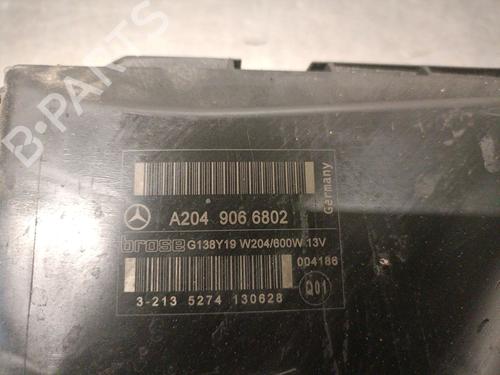 B-PARTS
A204 906 6802
Germany
brose G138Y19 W204/600W 13V
004186
3-213 5274 130628
Q01